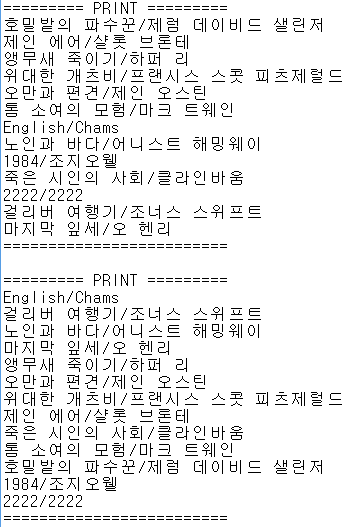 ========= PRINT =========
호밀밭의 파수꾼/제럼 데이비드 샐린저
제인 에어/샬롯 브론테
앵무새 죽이기/하퍼 리
위대한 개츠비/프랜시스 스콧 피츠제럴드
오만과 편견/제인 오스틴
톰 소여의 모험/마크 트웨인
English/Chams
노인과 바다/어니스트 해밍웨이
1984/조지오웰
죽은 시인의 사회/클라인바움
2222/2222
걸리버 여행기/조너스 스위프트
마지막 잎세/오 헨리
=========================
========= PRINT =========
English/Chams
걸리버 여행기/조너스 스위프트
노인과 바다/어니스트 해밍웨이
마지막 잎세/오 헨리
앵무새 죽이기/하퍼 리
오만과 편견/제인 오스틴
위대한 개츠비/프랜시스 스콧 피츠제럴드
제인 에어/샬롯 브론테
죽은 시인의 사회/클라인바움
톰 소여의 모험/마크 트웨인
호밀밭의 파수꾼/제럼 데이비드 샐린저
1984/조지오웰
2222/2222
=========================